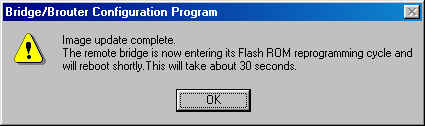 Bridge/Brouter Configuration Program
Image update complete.
The remote bridge is now entering its Flash ROM reprogramming cycle and
will reboot shortly.This will take about 30 seconds.
OK